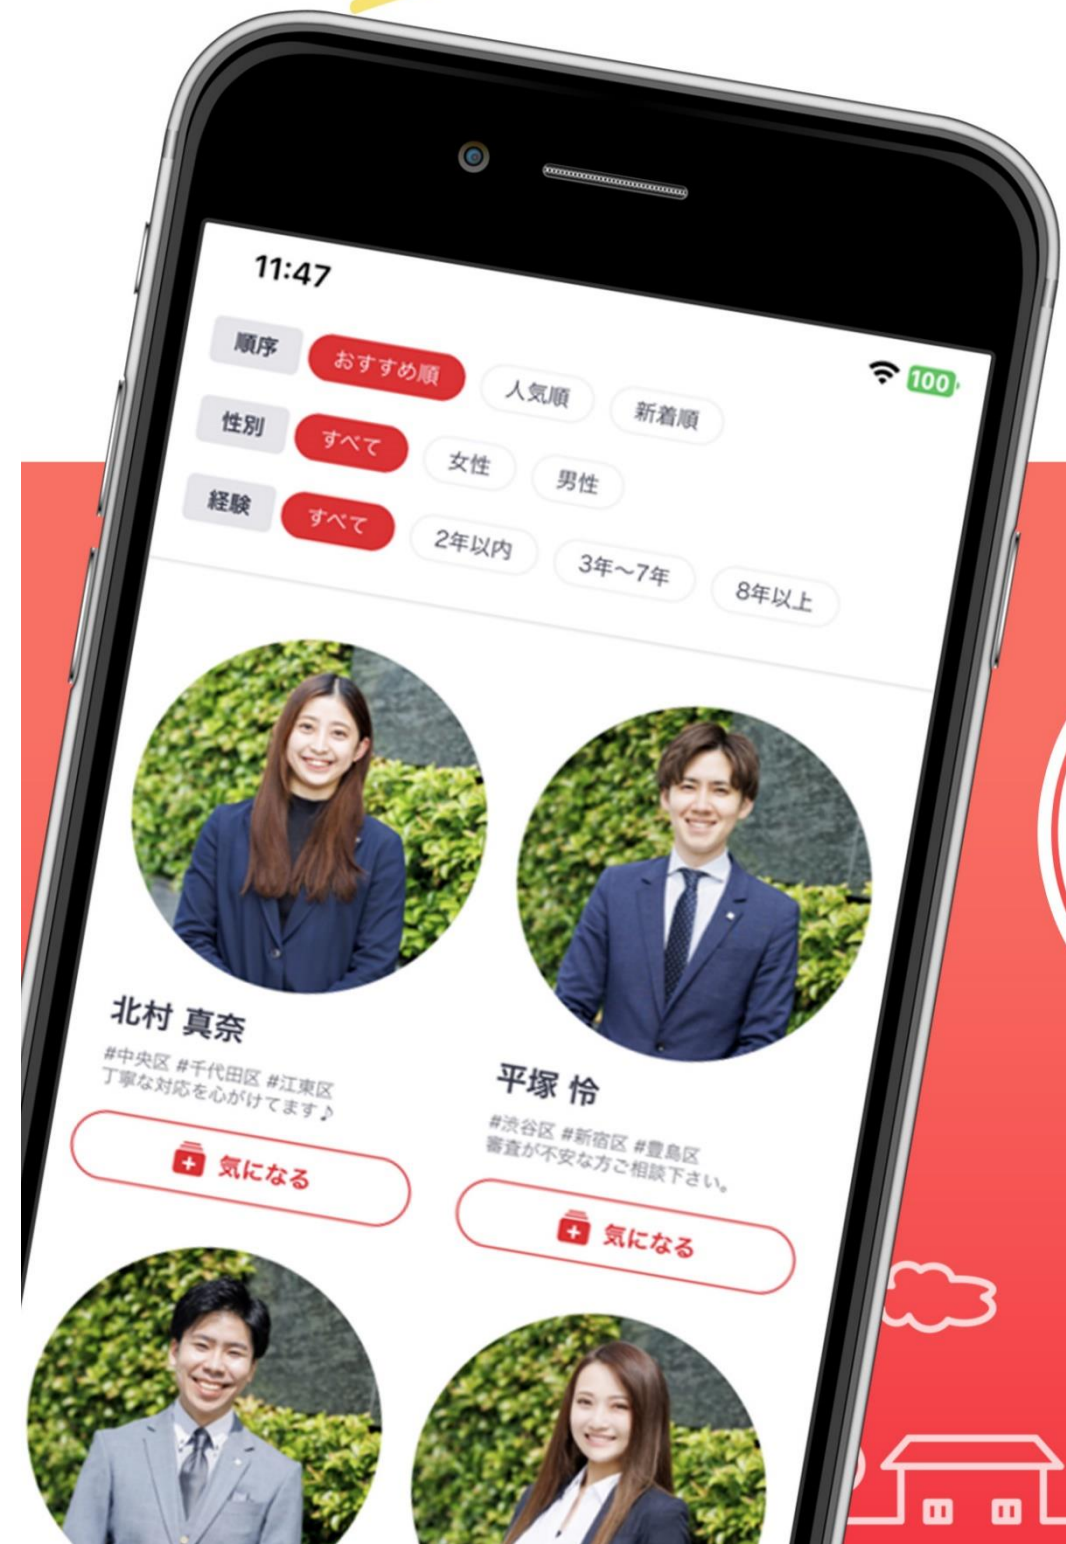 11:47
100
順序 おすすめ順 人気順 新着順
性別 すべて 女性 男性
経験 すべて 2年以内 3年〜7年 8年以上
北村 真奈
#中央区 #千代田区 #江東区
丁寧な対応を心がけてます♪
気になる
平塚 怜
#渋谷区 #新宿区 #豊島区
審査が不安な方ご相談下さい。
気になる